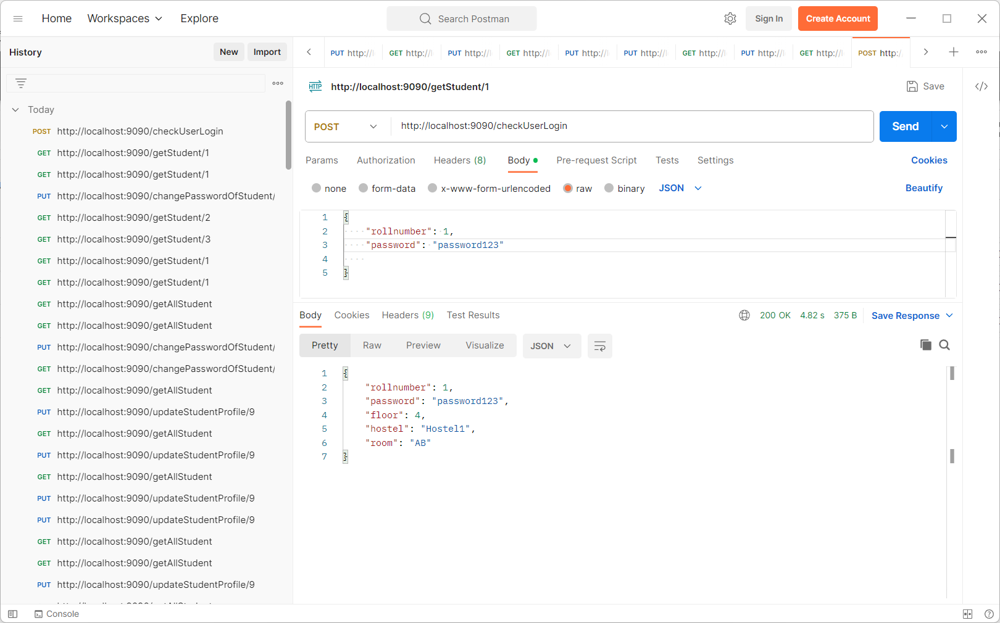 Home Workspaces Explore Search Postman Sign In Create Account
History New Import
PUT http://l GET http://l PUT http://l GET http://l PUT http://l PUT http://l GET http://l PUT http://l GET http://l POST http:/
HTTP http://localhost:9090/getStudent/1 Save </>
Today
POST http://localhost:9090/checkUserLogin
GET http://localhost:9090/getStudent/1
GET http://localhost:9090/getStudent/1
PUT http://localhost:9090/changePasswordOfStudent/
GET http://localhost:9090/getStudent/2
GET http://localhost:9090/getStudent/3
GET http://localhost:9090/getStudent/1
GET http://localhost:9090/getStudent/1
GET http://localhost:9090/getAllStudent
GET http://localhost:9090/getAllStudent
PUT http://localhost:9090/changePasswordOfStudent/
GET http://localhost:9090/changePasswordOfStudent/
GET http://localhost:9090/getAllStudent
PUT http://localhost:9090/updateStudentProfile/9
GET http://localhost:9090/getAllStudent
PUT http://localhost:9090/updateStudentProfile/9
GET http://localhost:9090/getAllStudent
PUT http://localhost:9090/updateStudentProfile/9
PUT http://localhost:9090/updateStudentProfile/9
GET http://localhost:9090/getAllStudent
GET http://localhost:9090/getAllStudent
PUT http://localhost:9090/updateStudentProfile/9
POST http://localhost:9090/checkUserLogin Send
Params Authorization Headers (8) Body Pre-request Script Tests Settings Cookies
none form-data x-www-form-urlencoded raw binary JSON Beautify
1 {
2 "rollnumber": 1,
3 "password": "password123"
4
5 }
Body Cookies Headers (9) Test Results 200 OK 4.82 s 375 B Save Response
Pretty Raw Preview Visualize JSON
1 {
2 "rollnumber": 1,
3 "password": "password123",
4 "floor": 4,
5 "hostel": "Hostel1",
6 "room": "AB"
7 }
Console